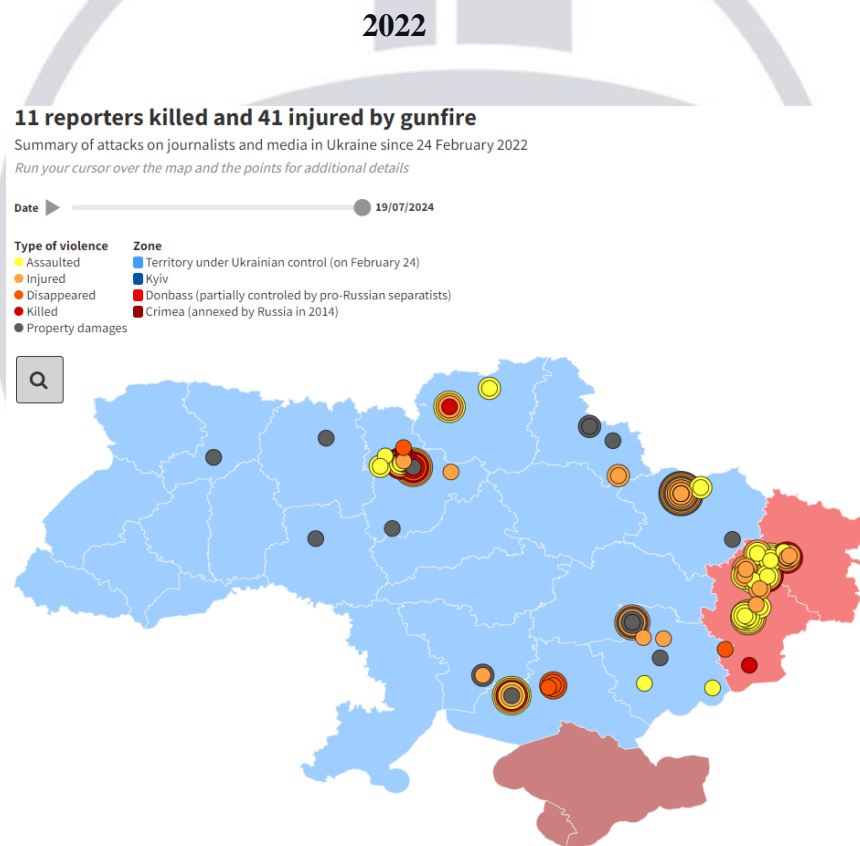 2022
11 reporters killed and 41 injured by gunfire
Summary of attacks on journalists and media in Ukraine since 24 February 2022
Run your cursor over the map and the points for additional details
Date 19/07/2024
Type of violence Zone
Assaulted Territory under Ukrainian control (on February 24)
Injured Kyiv
Disappeared Donbass (partially controled by pro-Russian separatists)
Killed Crimea (annexed by Russia in 2014)
Property damages